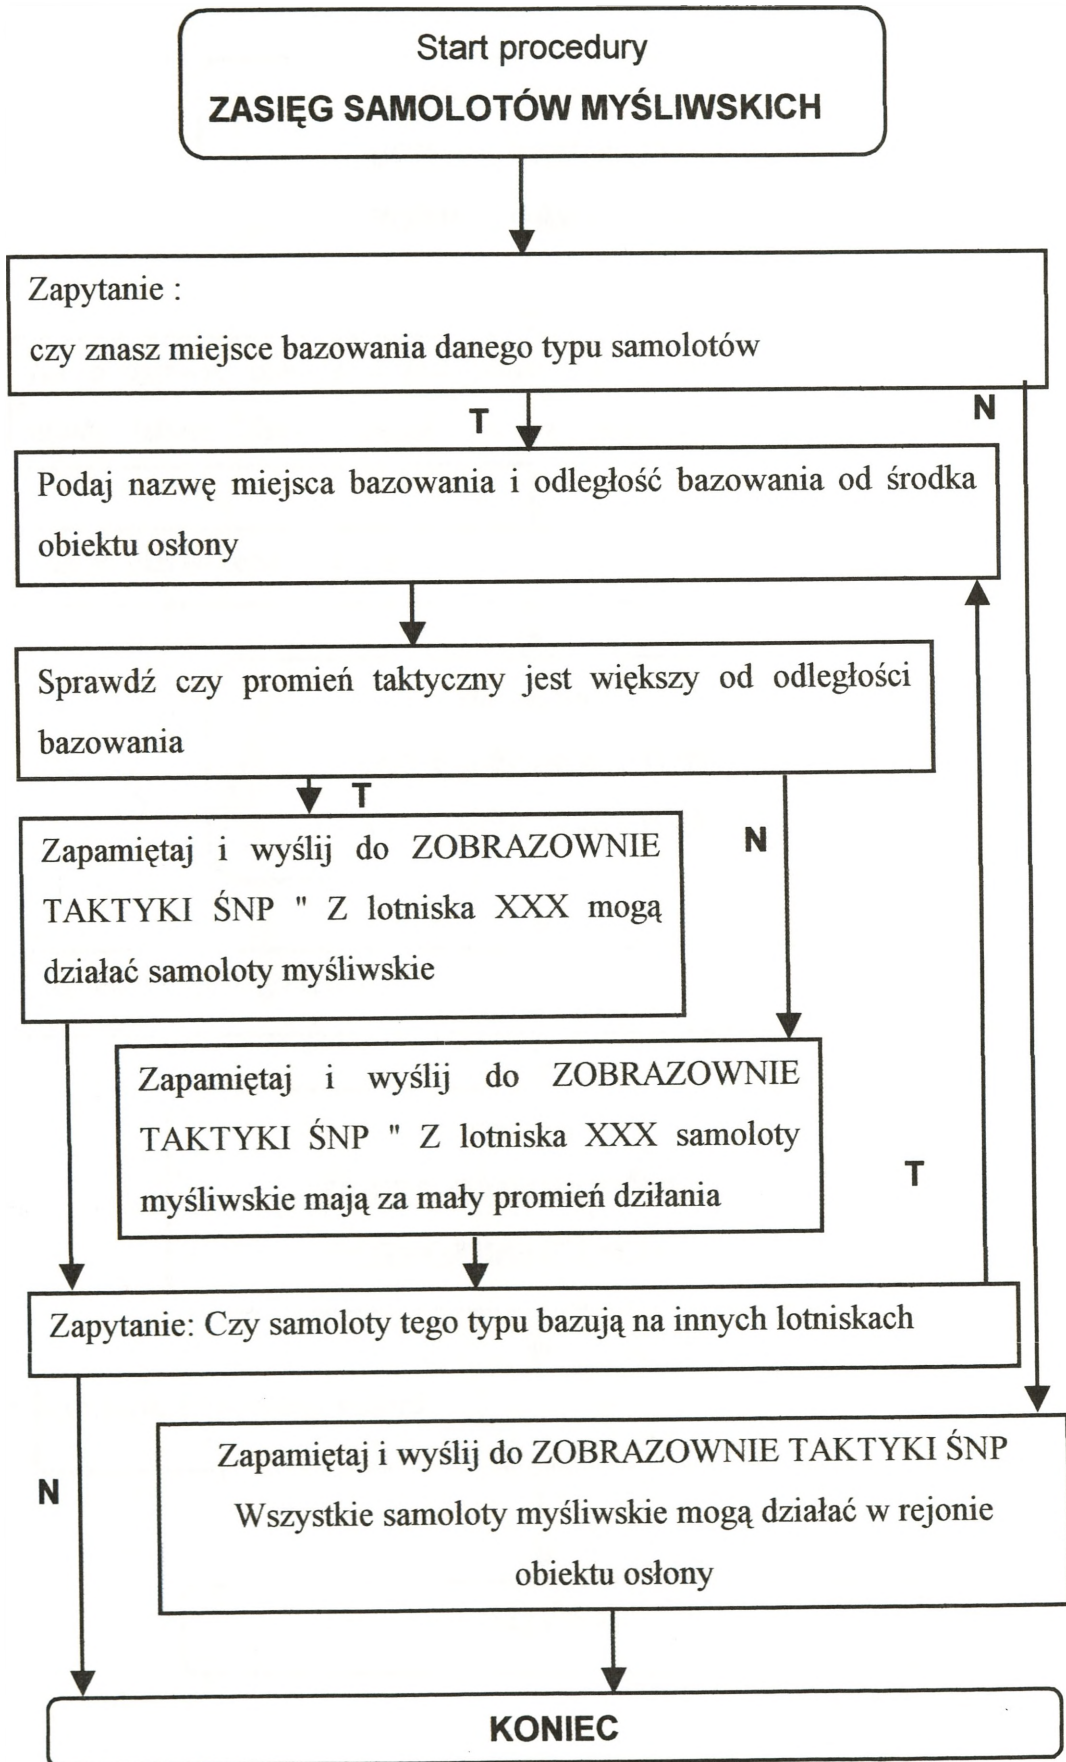 Start procedury
ZASIĘG SAMOLOTÓW MYŚLIWSKICH
Zapytanie :
czy znasz miejsce bazowania danego typu samolotów
T
N
Podaj nazwę miejsca bazowania i odległość bazowania od środka
obiektu osłony
Sprawdź czy promień taktyczny jest większy od odległości
bazowania
T
N
Zapamiętaj i wyślij do ZOBRAZOWNIE
TAKTYKI ŚNP " Z lotniska XXX mogą
działać samoloty myśliwskie
Zapamiętaj i wyślij do ZOBRAZOWNIE
TAKTYKI ŚNP " Z lotniska XXX samoloty
myśliwskie mają za mały promień dziłania
T
Zapytanie: Czy samoloty tego typu bazują na innych lotniskach
N
Zapamiętaj i wyślij do ZOBRAZOWNIE TAKTYKI ŚNP
Wszystkie samoloty myśliwskie mogą działać w rejonie
obiektu osłony
KONIEC